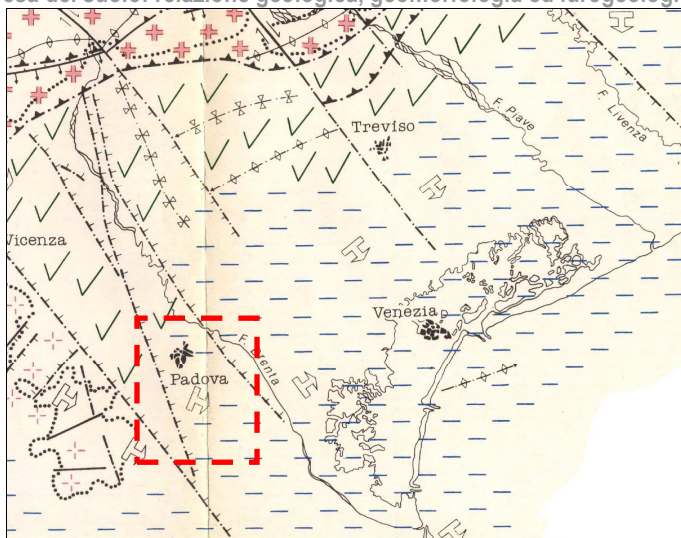 F. Piave
F. Livenza
Treviso
Vicenza
Venezia
F. Brenta
Padova